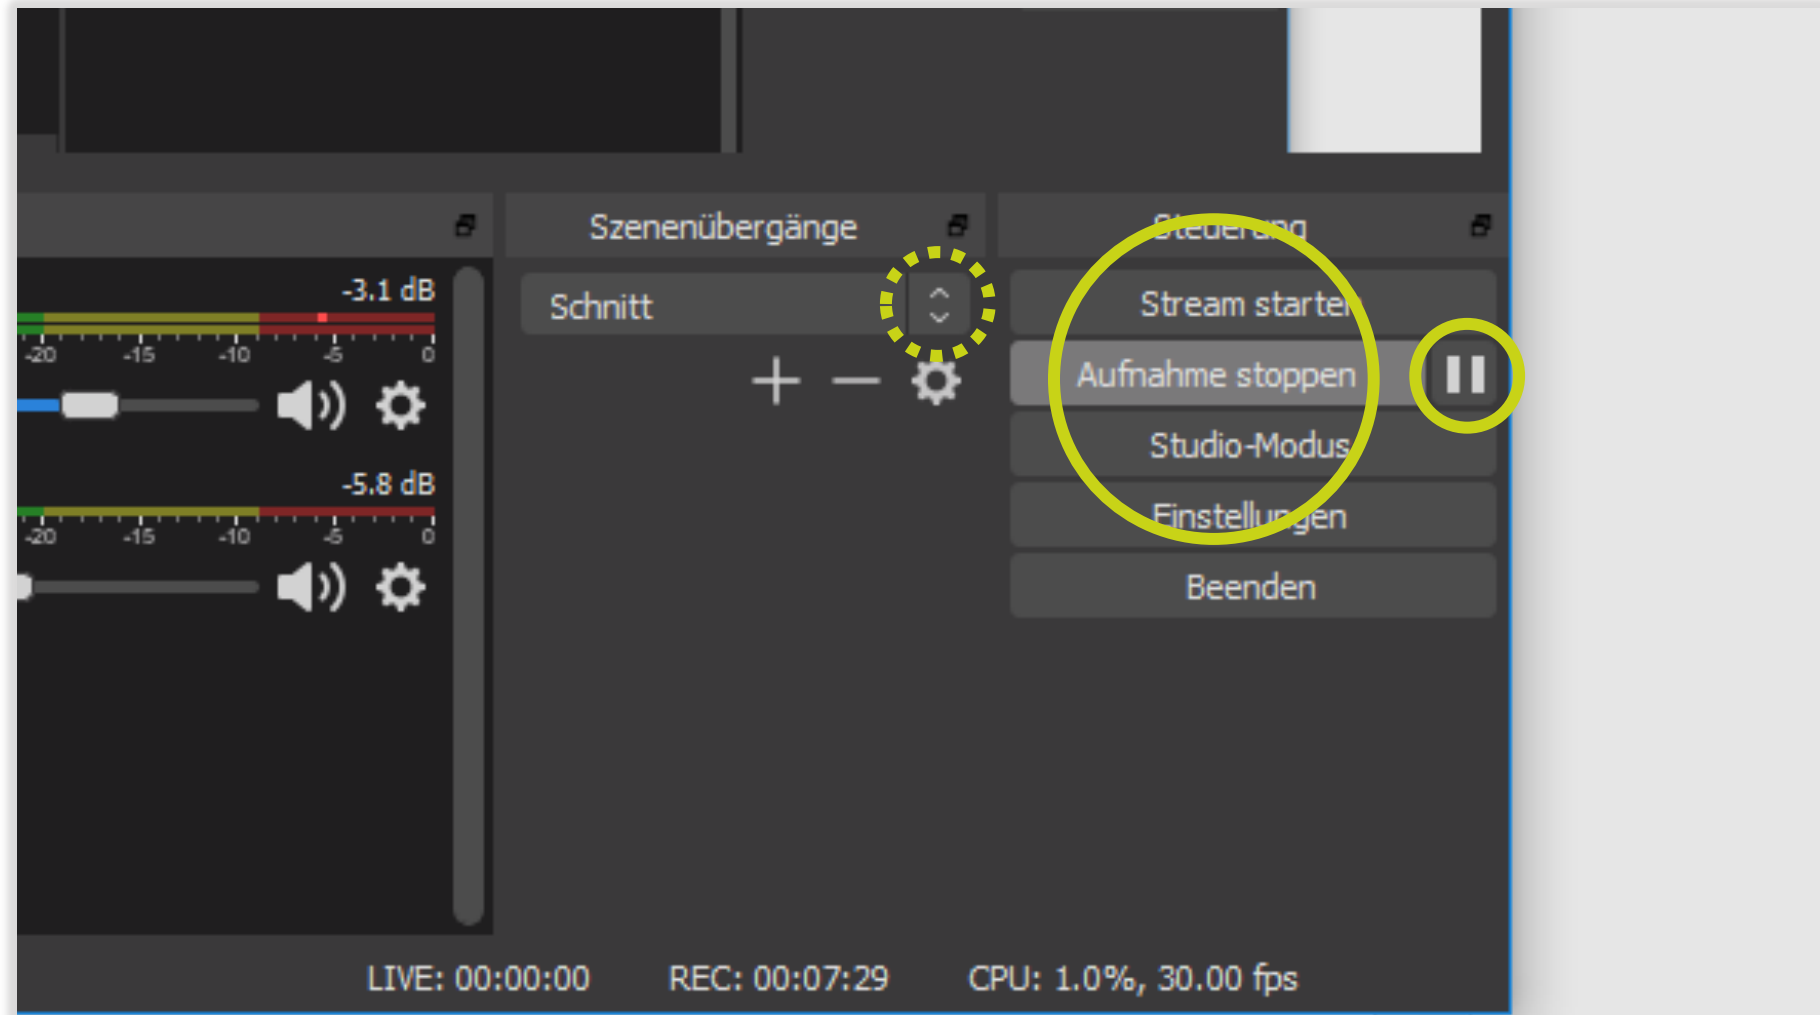 Szenenübergänge
Steuerung
-3.1 dB
-20 -15 -10 -5 0
-5.8 dB
-20 -15 -10 -5 0
Schnitt
Stream starten
Aufnahme stoppen
Studio-Modus
Einstellungen
Beenden
LIVE: 00:00:00 REC: 00:07:29 CPU: 1.0%, 30.00 fps